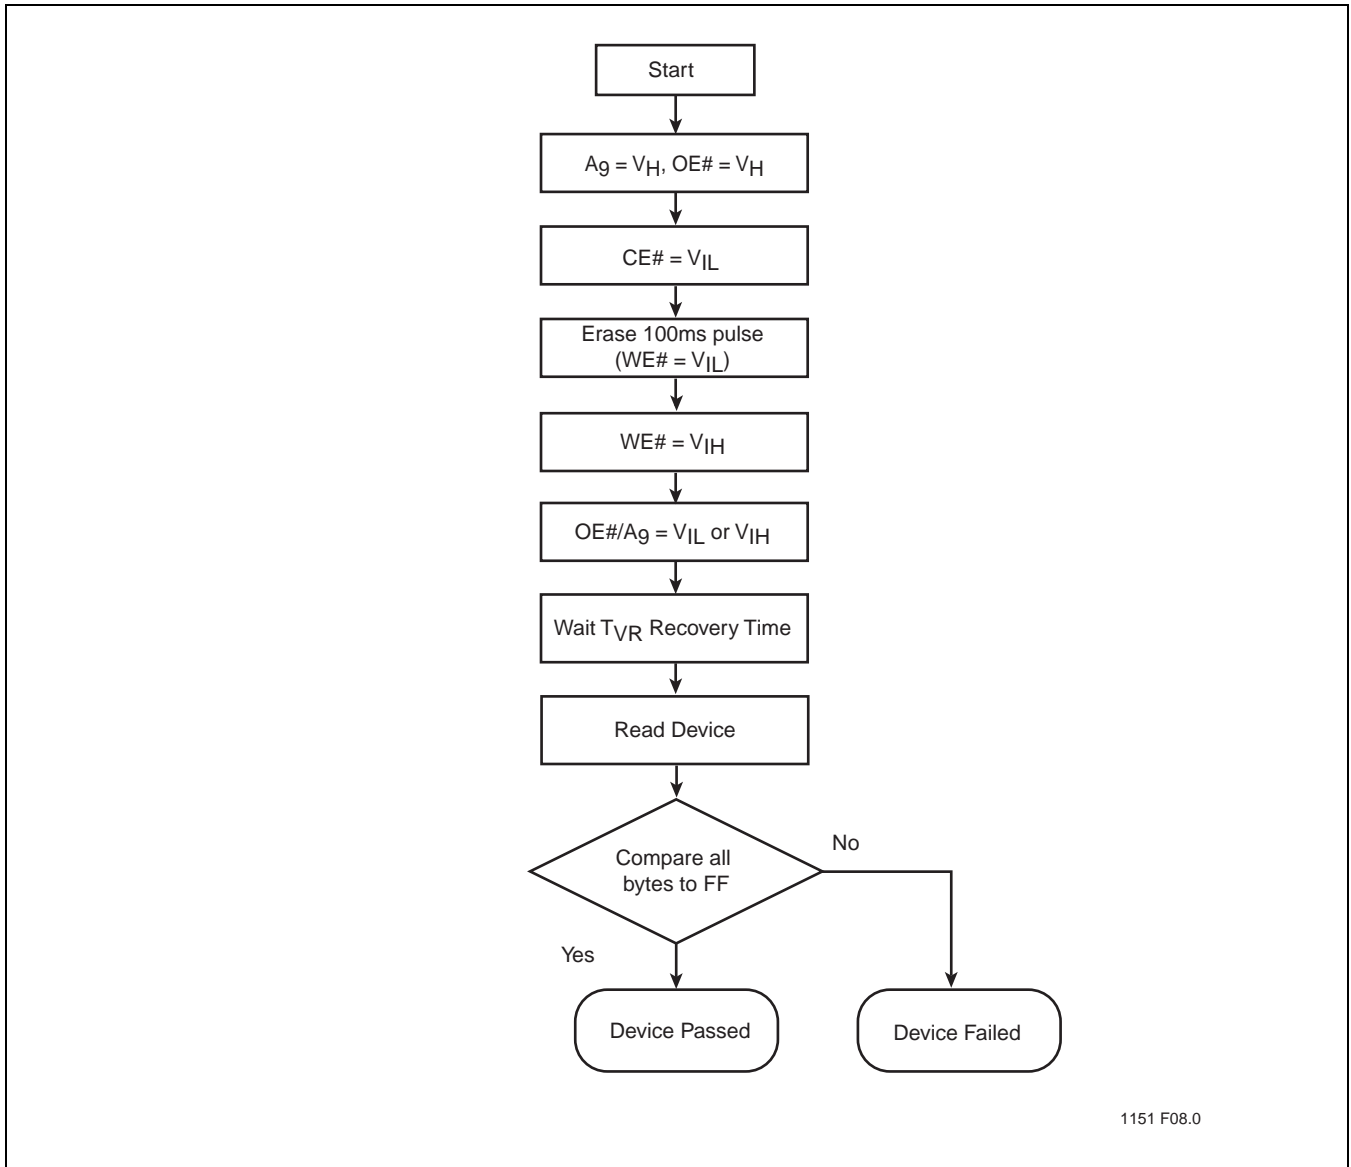 Start
A9 = VH, OE# = VH
CE# = VIL
Erase 100ms pulse
(WE# = VIL)
WE# = VIH
OE#/A9 = VIL or VIH
Wait TVR Recovery Time
Read Device
Compare all
bytes to FF
No
Yes
Device Passed
Device Failed
1151 F08.0